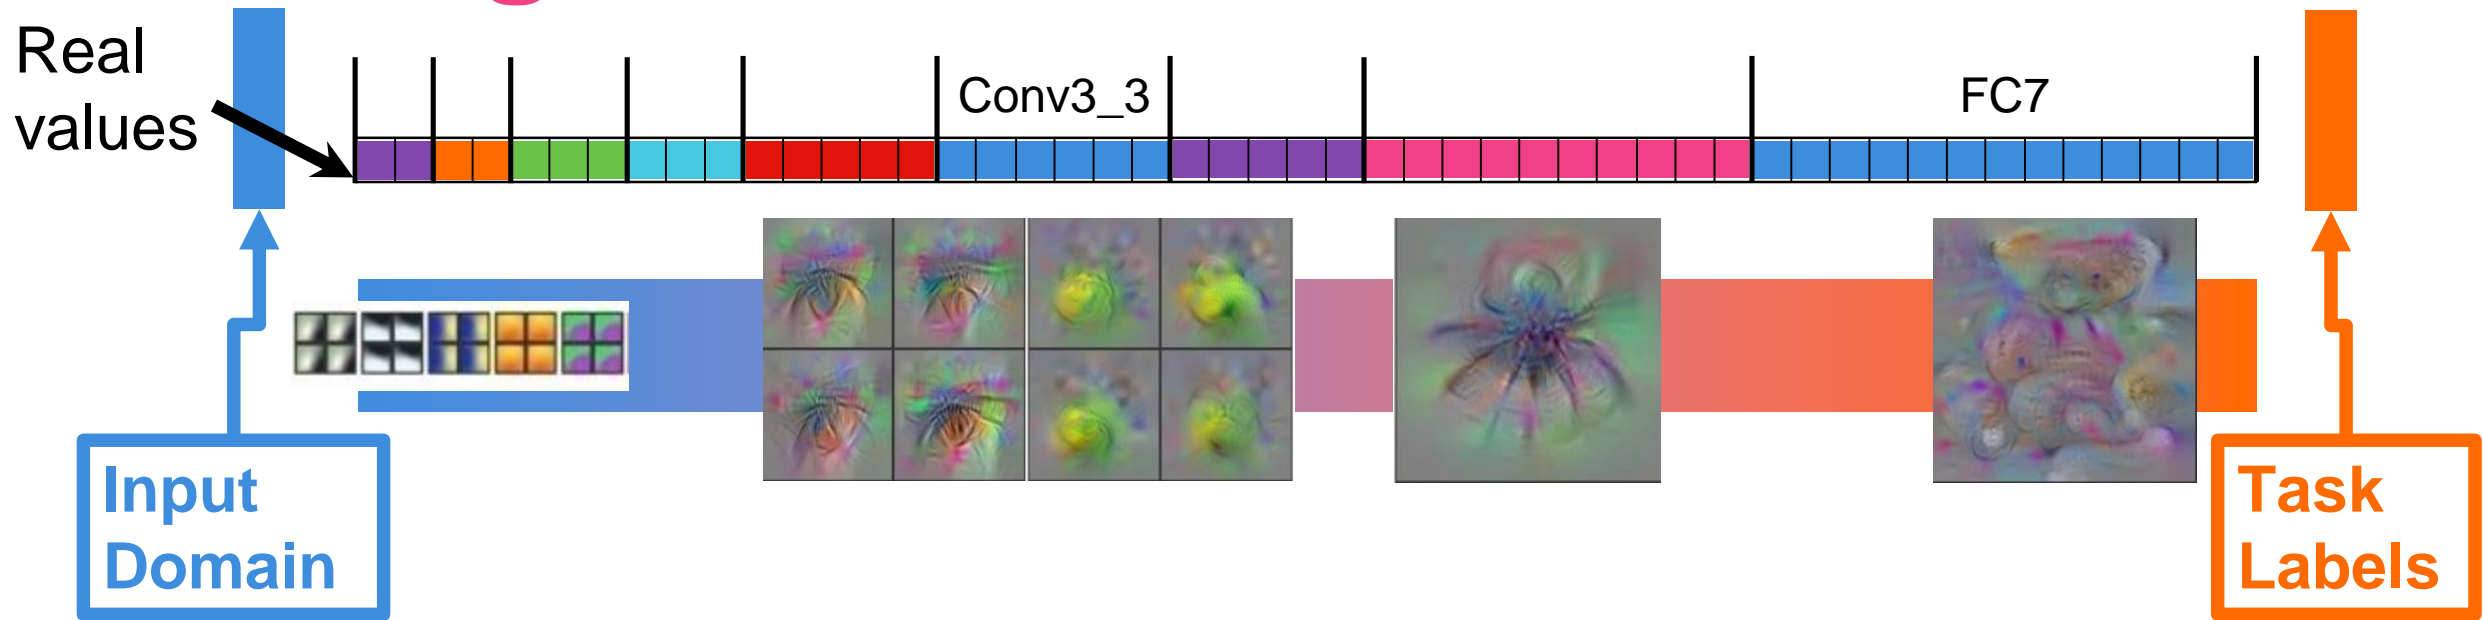 Real
values
Conv3_3
FC7
Input
Domain
Task
Labels